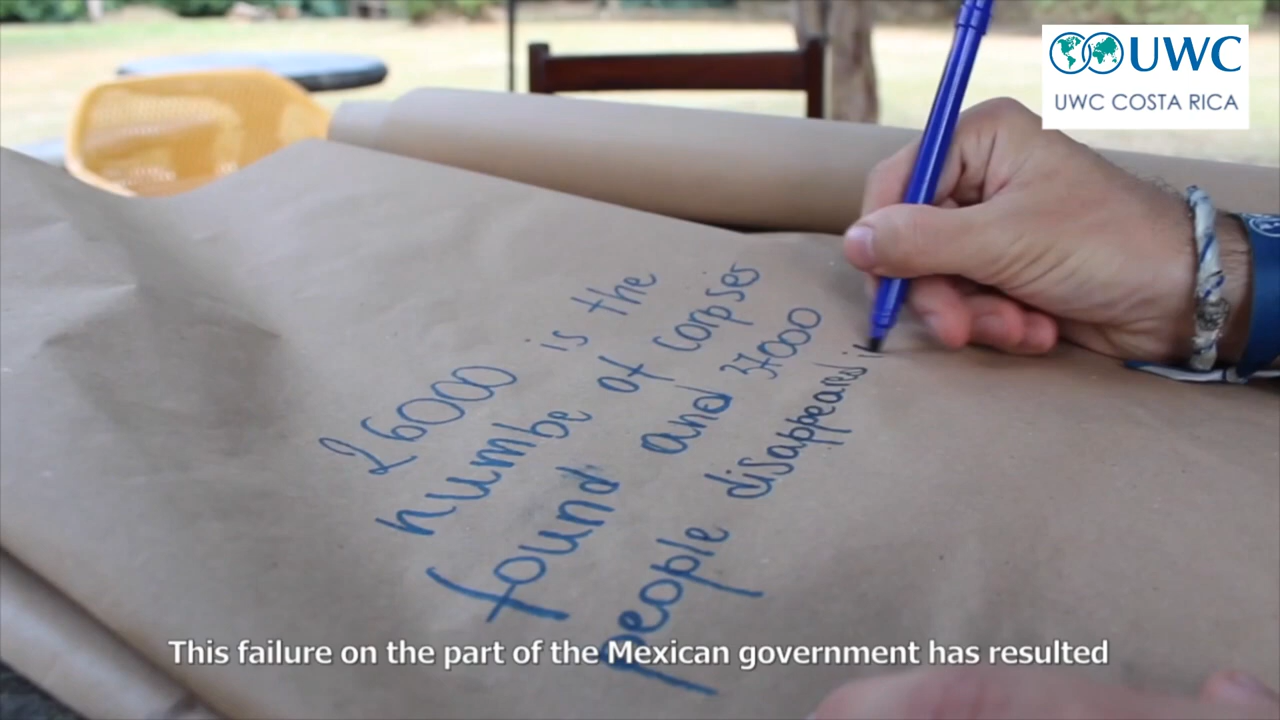 UWC
UWC COSTA RICA
26000 is the
numbe of corpses
found and 37000
people disappeared i
This failure on the part of the Mexican government has resulted